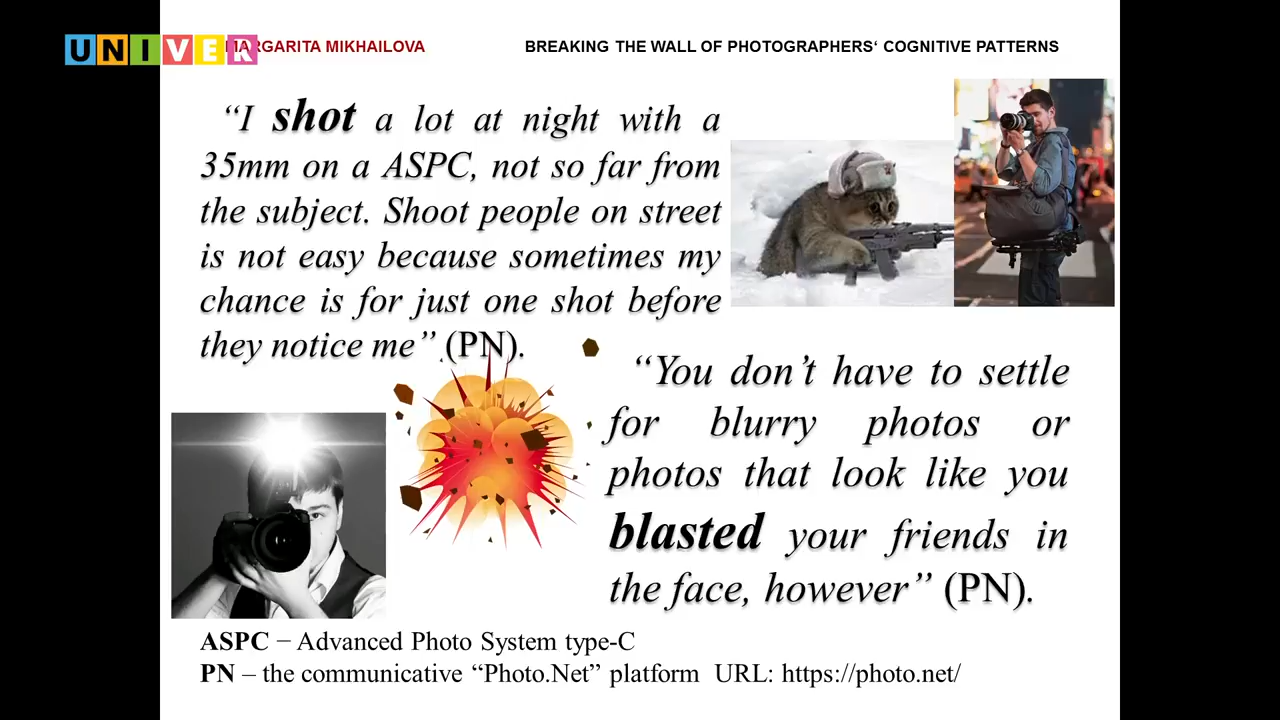 UNIVER
MARGARITA MIKHAILOVA
BREAKING THE WALL OF PHOTOGRAPHERS‘ COGNITIVE PATTERNS
“I shot a lot at night with a
35mm on a ASPC, not so far from
the subject. Shoot people on street
is not easy because sometimes my
chance is for just one shot before
they notice me” (PN).
“You don’t have to settle
for blurry photos or
photos that look like you
blasted your friends in
the face, however” (PN).
ASPC − Advanced Photo System type-C
PN – the communicative “Photo.Net” platform URL: https://photo.net/